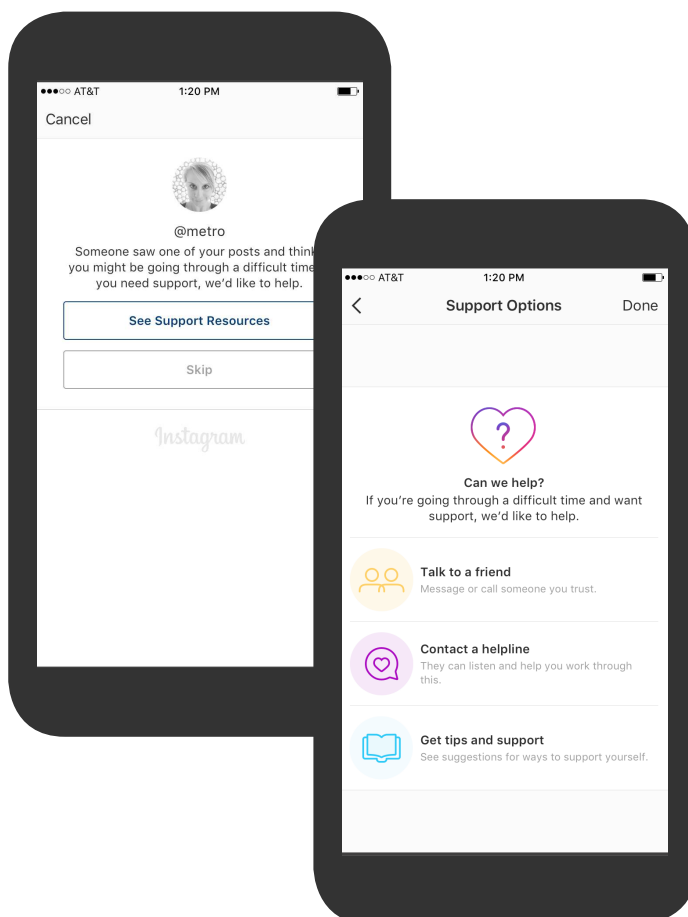 AT&T 1:20 PM
Cancel
@metro
Someone saw one of your posts and think
you might be going through a difficult time
you need support, we'd like to help.
See Support Resources
Skip
Instagram
AT&T 1:20 PM
Support Options Done
?
Can we help?
If you're going through a difficult time and want
support, we'd like to help.
Talk to a friend
Message or call someone you trust.
Contact a helpline
They can listen and help you work through
this.
Get tips and support
See suggestions for ways to support yourself.